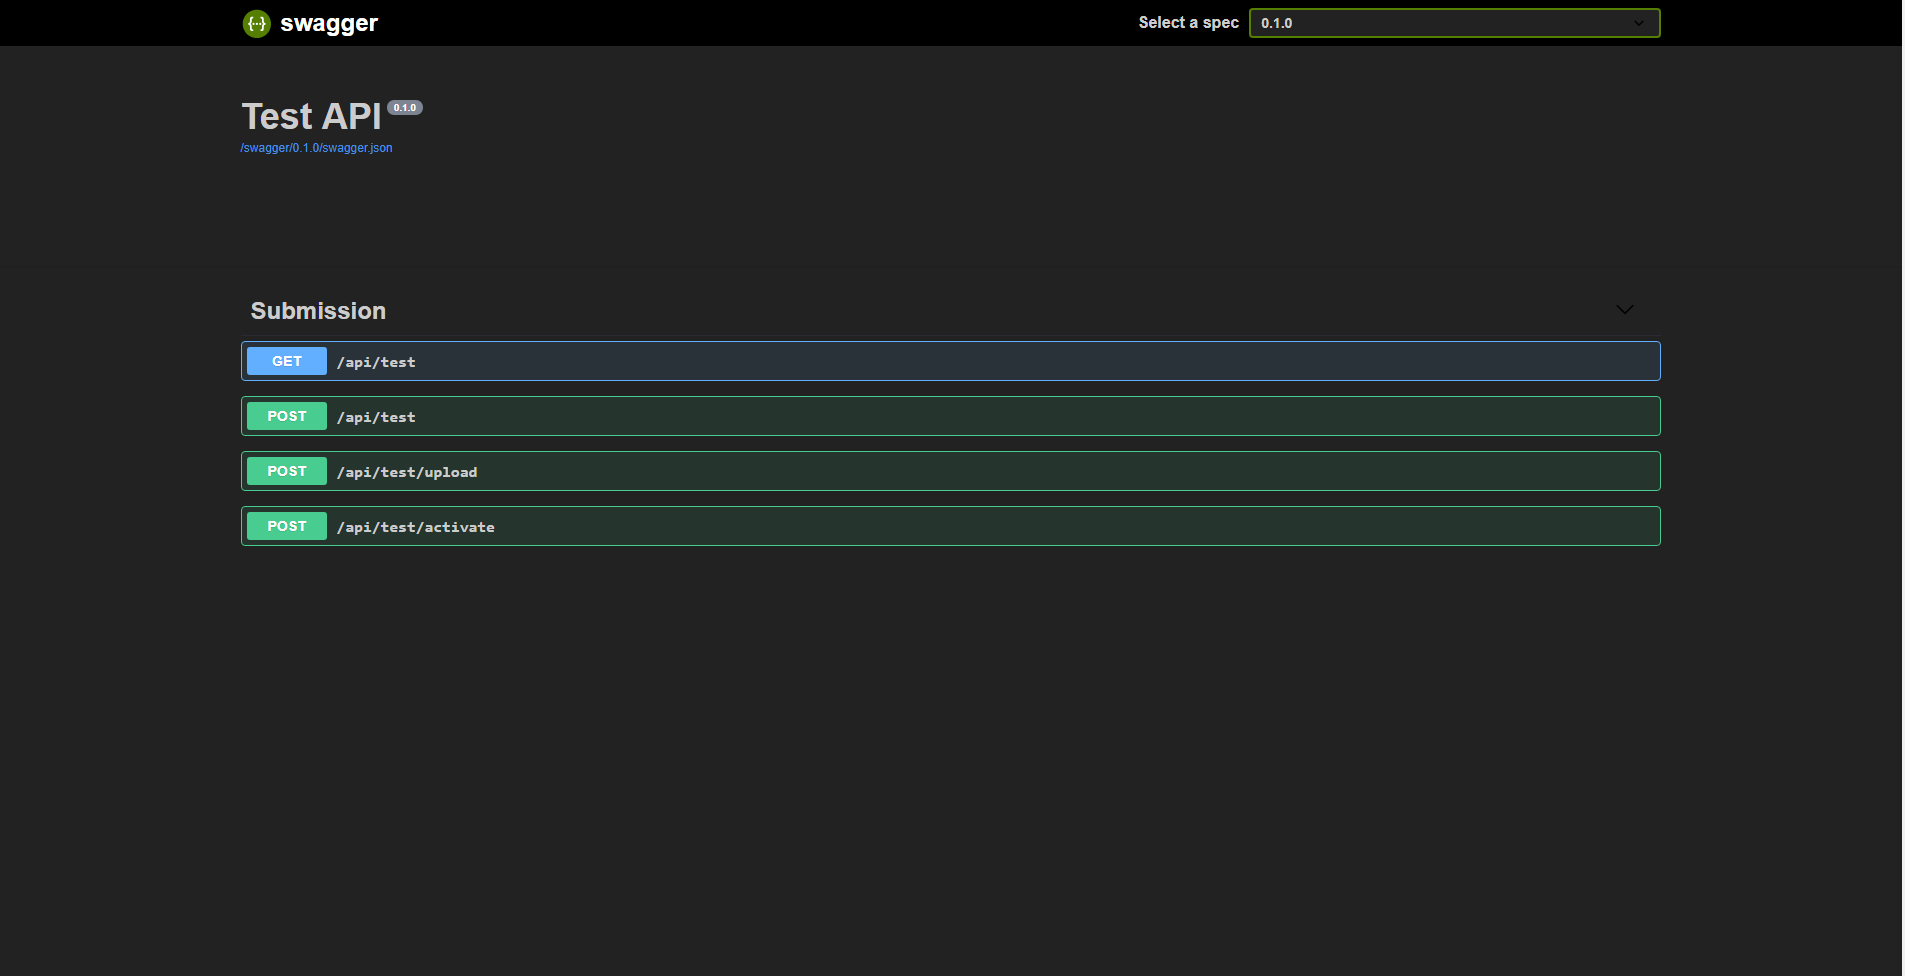 {···} swagger
Select a spec 0.1.0
Test API 0.1.0
/swagger/0.1.0/swagger.json
Submission
GET /api/test
POST /api/test
POST /api/test/upload
POST /api/test/activate